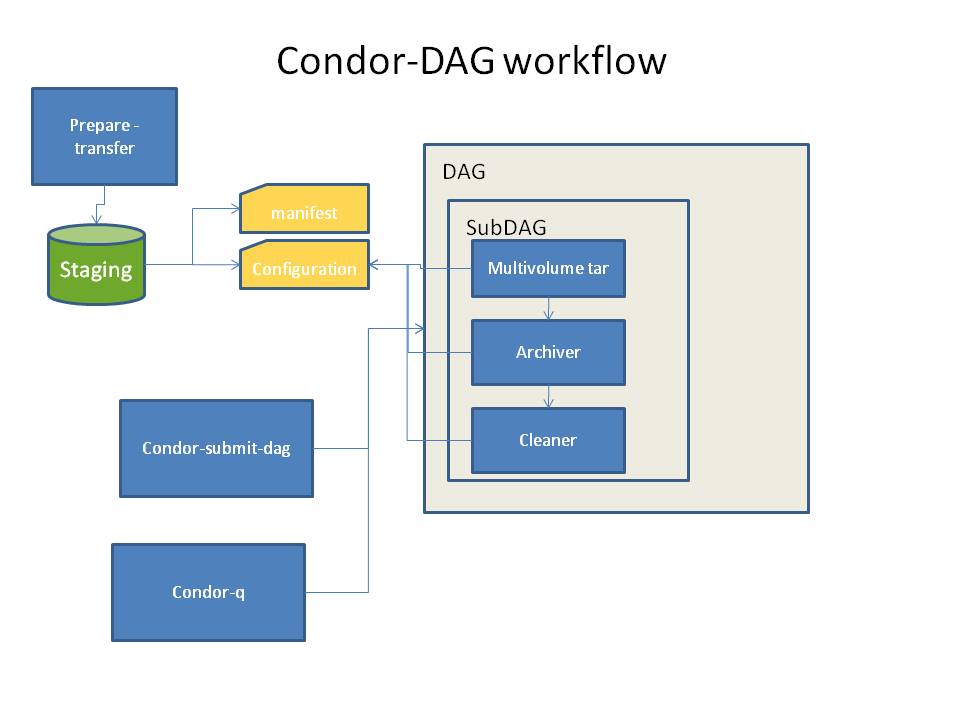 Condor-DAG workflow
Prepare -
transfer
DAG
manifest
SubDAG
Staging
Configuration
Multivolume tar
Archiver
Condor-submit-dag
Cleaner
Condor-q